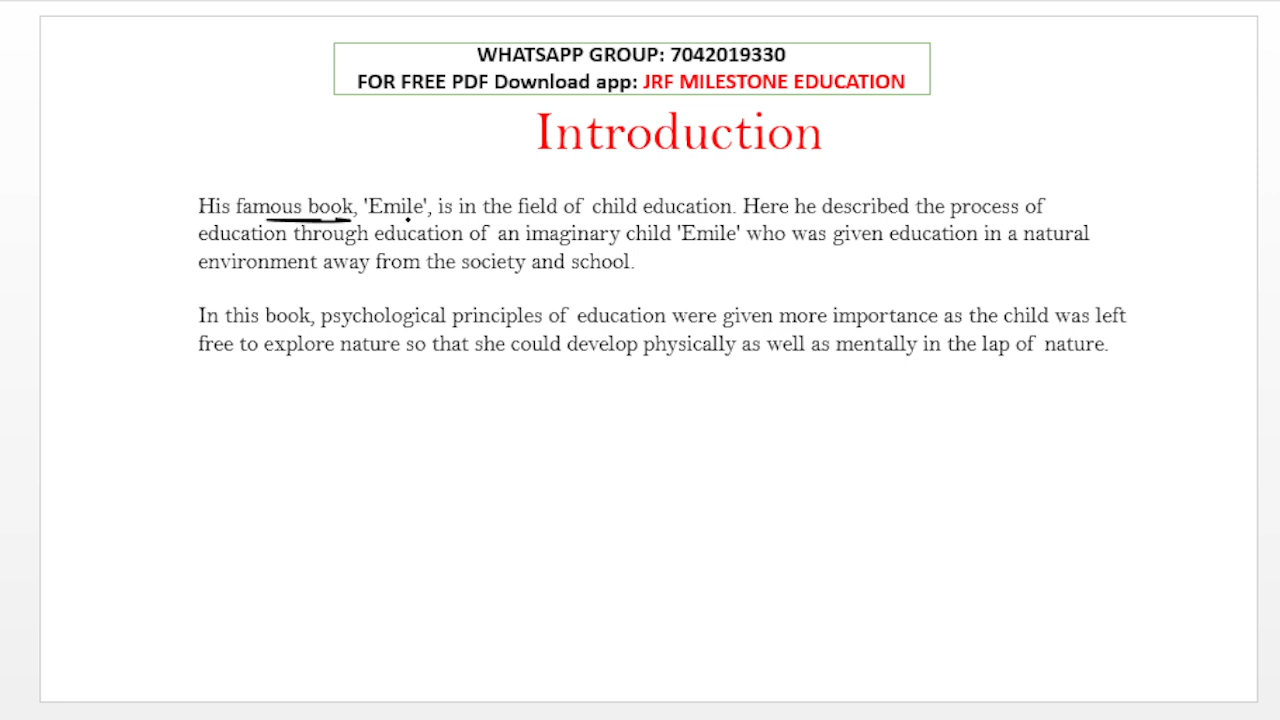 WHATSAPP GROUP: 7042019330
FOR FREE PDF Download app: JRF MILESTONE EDUCATION
Introduction
His famous book, 'Emile', is in the field of child education. Here he described the process of
education through education of an imaginary child 'Emile' who was given education in a natural
environment away from the society and school.
In this book, psychological principles of education were given more importance as the child was left
free to explore nature so that she could develop physically as well as mentally in the lap of nature.